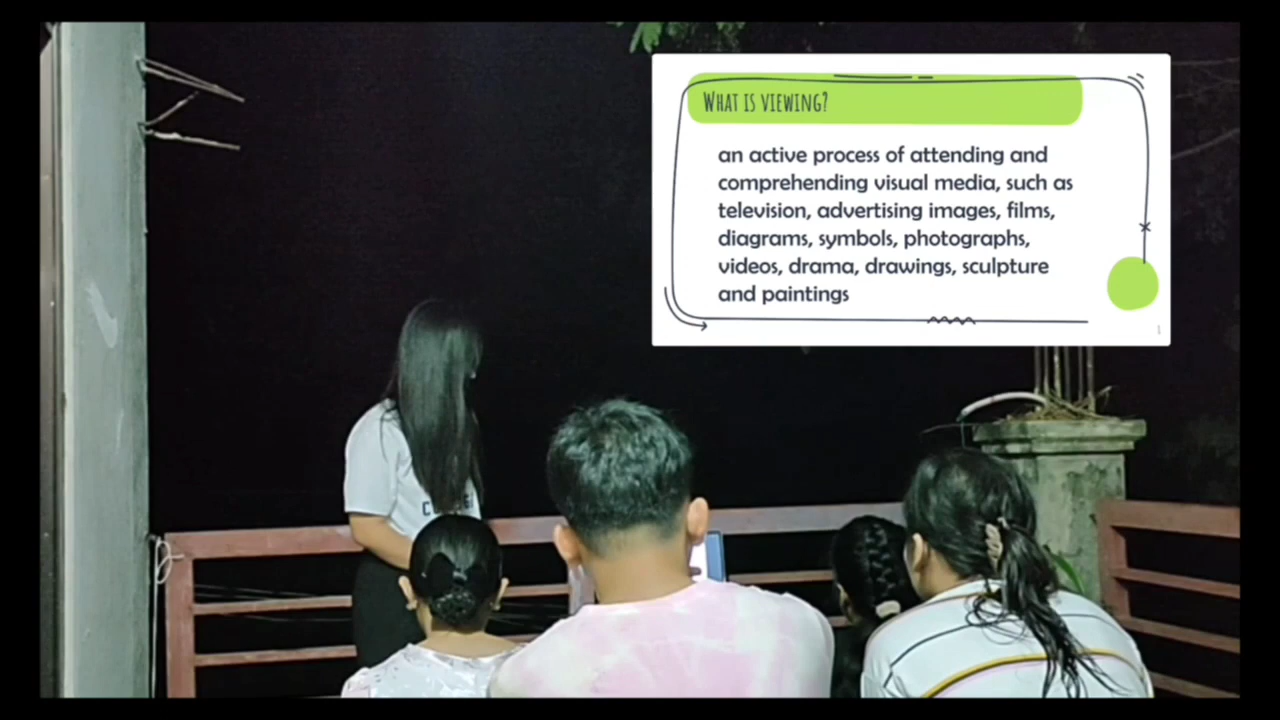 WHAT IS VIEWING?
an active process of attending and
comprehending visual media, such as
television, advertising images, films,
diagrams, symbols, photographs,
videos, drama, drawings, sculpture
and paintings
1